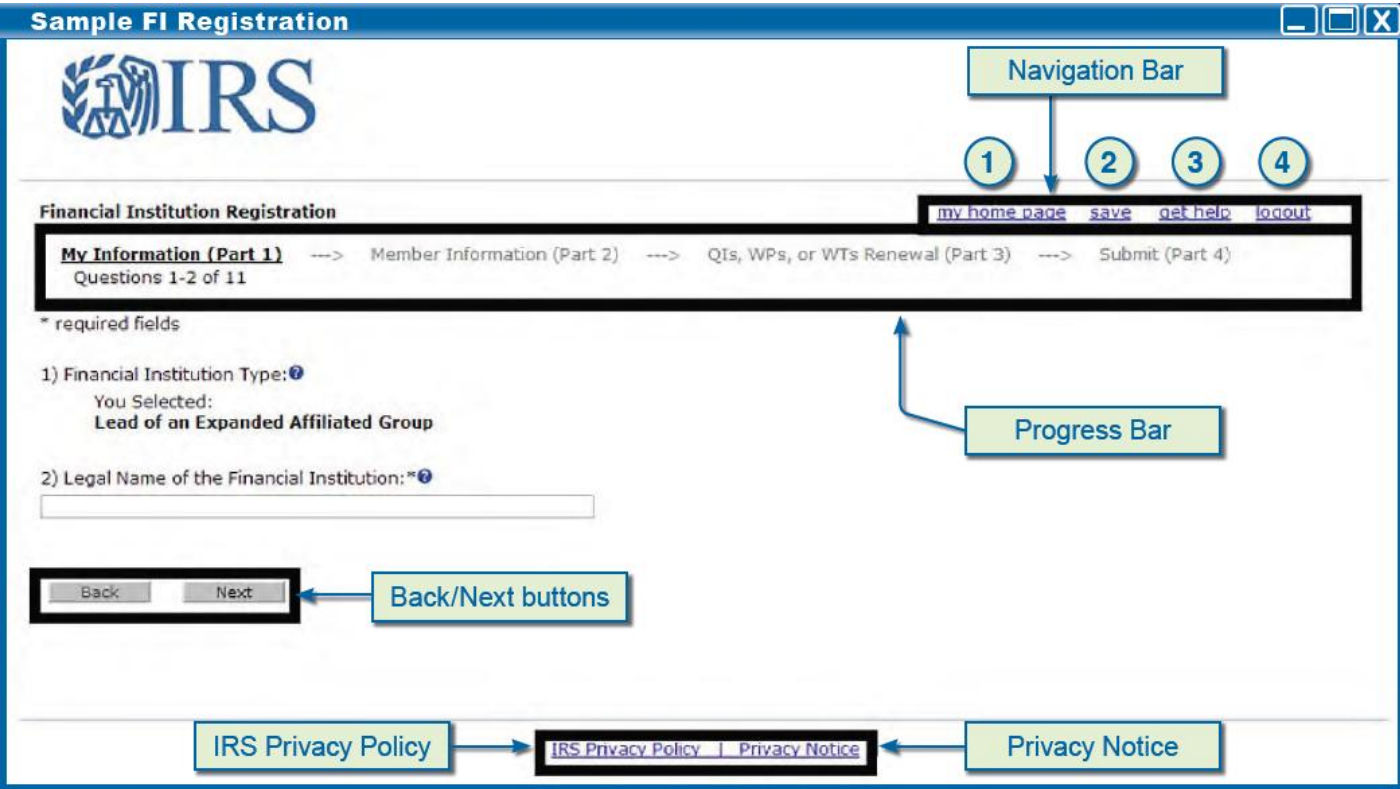 Sample FI Registration
X
IRS
Navigation Bar
1 2 3 4
Financial Institution Registration
my home page save get help logout
My Information (Part 1) ---> Member Information (Part 2) ---> QIs, WPs, or WTs Renewal (Part 3) ---> Submit (Part 4)
Questions 1-2 of 11
* required fields
1) Financial Institution Type:?
You Selected:
Lead of an Expanded Affiliated Group
Progress Bar
2) Legal Name of the Financial Institution:*?
Back Next
Back/Next buttons
IRS Privacy Policy
IRS Privacy Policy | Privacy Notice
Privacy Notice